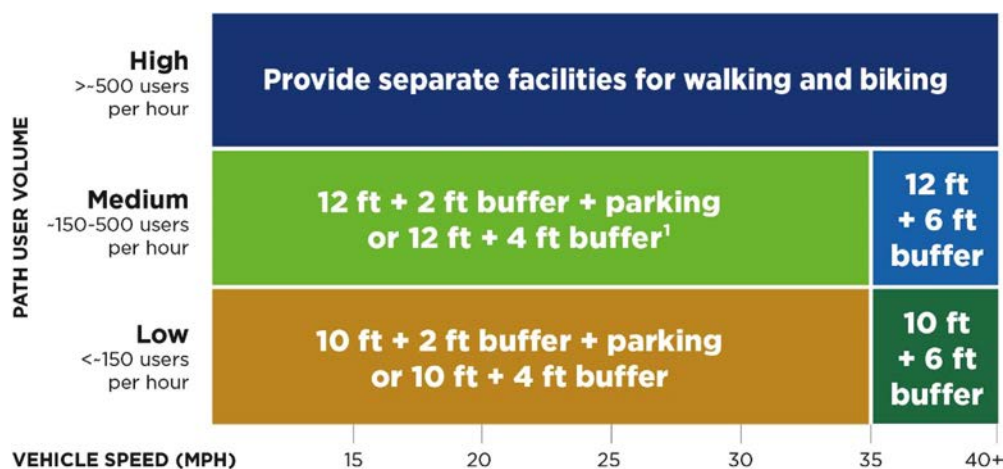 PATH USER VOLUME
High
>~500 users
per hour
Provide separate facilities for walking and biking
Medium
~150-500 users
per hour
12 ft + 2 ft buffer + parking
or 12 ft + 4 ft buffer¹
12 ft
+ 6 ft
buffer
Low
<~150 users
per hour
10 ft + 2 ft buffer + parking
or 10 ft + 4 ft buffer
10 ft
+ 6 ft
buffer
VEHICLE SPEED (MPH) 15 20 25 30 35 40+